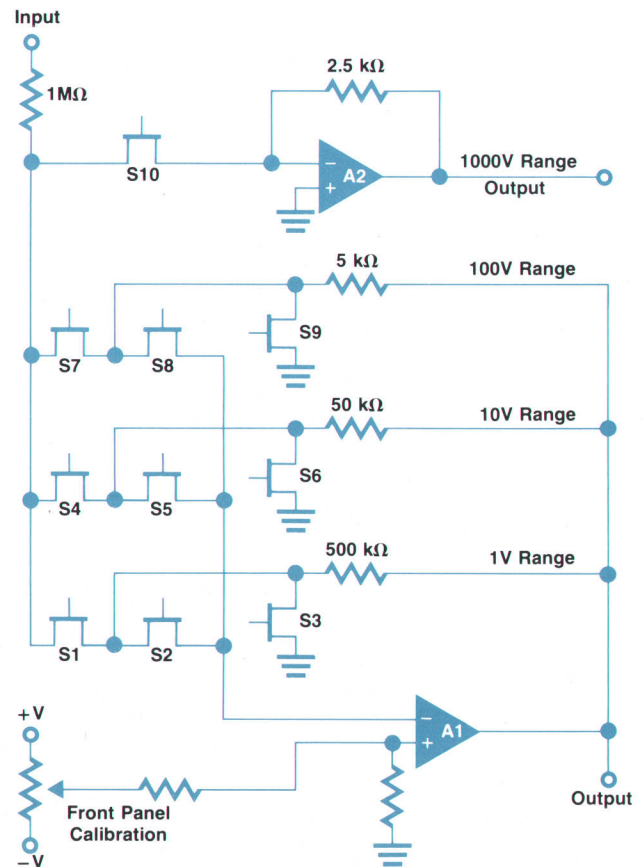 Input
1MΩ
2.5 kΩ
S10
−
+
A2
1000V Range
Output
5 kΩ
100V Range
S7
S8
S9
50 kΩ
10V Range
S4
S5
S6
500 kΩ
1V Range
S1
S2
S3
+V
−
+
A1
Front Panel
Calibration
−V
Output